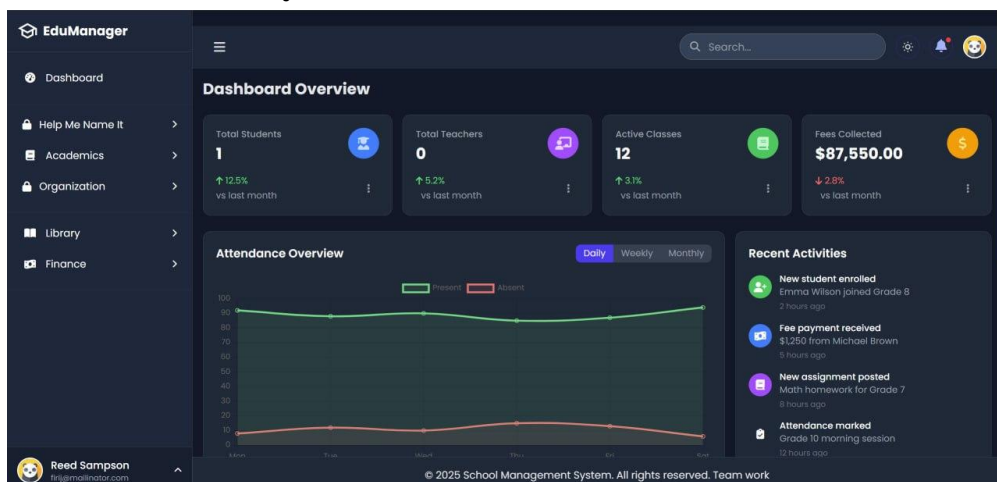 EduManager
Dashboard
Help Me Name It
Academics
Organization
Library
Finance
Reed Sampson
firlj@mailinator.com
Search...
Dashboard Overview
Total Students
1
↑ 12.5%
vs last month
Total Teachers
0
↑ 5.2%
vs last month
Active Classes
12
↑ 3.1%
vs last month
Fees Collected
$87,550.00
↓ 2.8%
vs last month
Attendance Overview
Daily Weekly Monthly
Present Absent
100
90
80
70
60
50
40
30
20
10
0
Mon Tue Wed Thu Fri Sat
Recent Activities
New student enrolled
Emma Wilson joined Grade 8
2 hours ago
Fee payment received
$1,250 from Michael Brown
5 hours ago
New assignment posted
Math homework for Grade 7
8 hours ago
Attendance marked
Grade 10 morning session
12 hours ago
© 2025 School Management System. All rights reserved. Team work